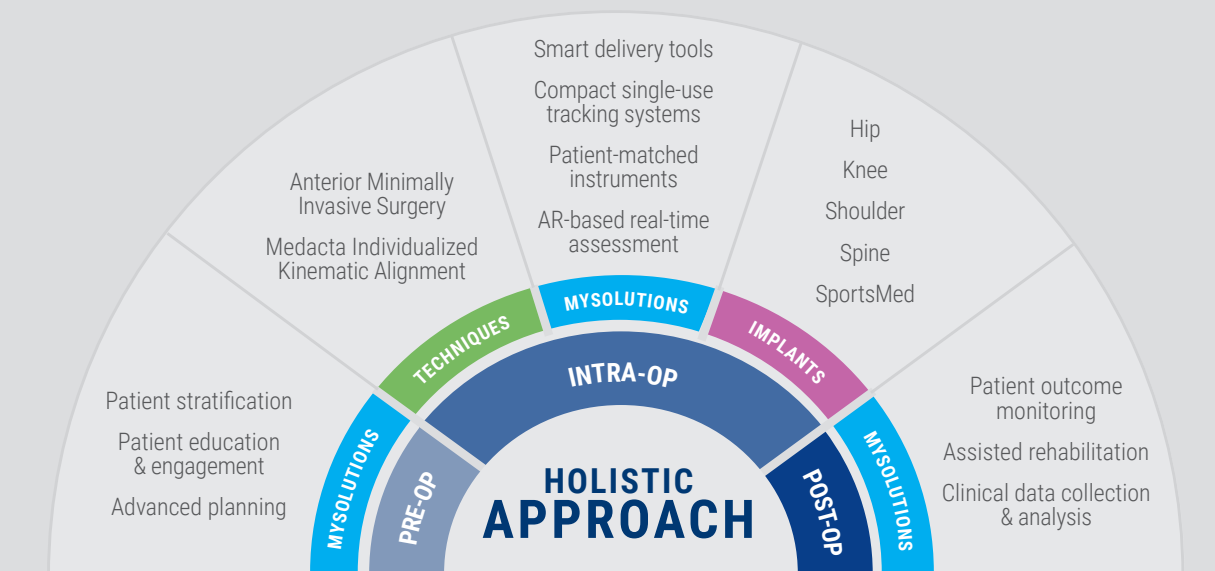 Smart delivery tools
Compact single-use
tracking systems
Patient-matched
instruments
AR-based real-time
assessment
Hip
Knee
Shoulder
Spine
SportsMed
Anterior Minimally
Invasive Surgery
Medacta Individualized
Kinematic Alignment
Patient stratification
Patient education
& engagement
Advanced planning
Patient outcome
monitoring
Assisted rehabilitation
Clinical data collection
& analysis
MYSOLUTIONS
TECHNIQUES
MYSOLUTIONS
IMPLANTS
MYSOLUTIONS
PRE-OP
INTRA-OP
POST-OP
HOLISTIC
APPROACH